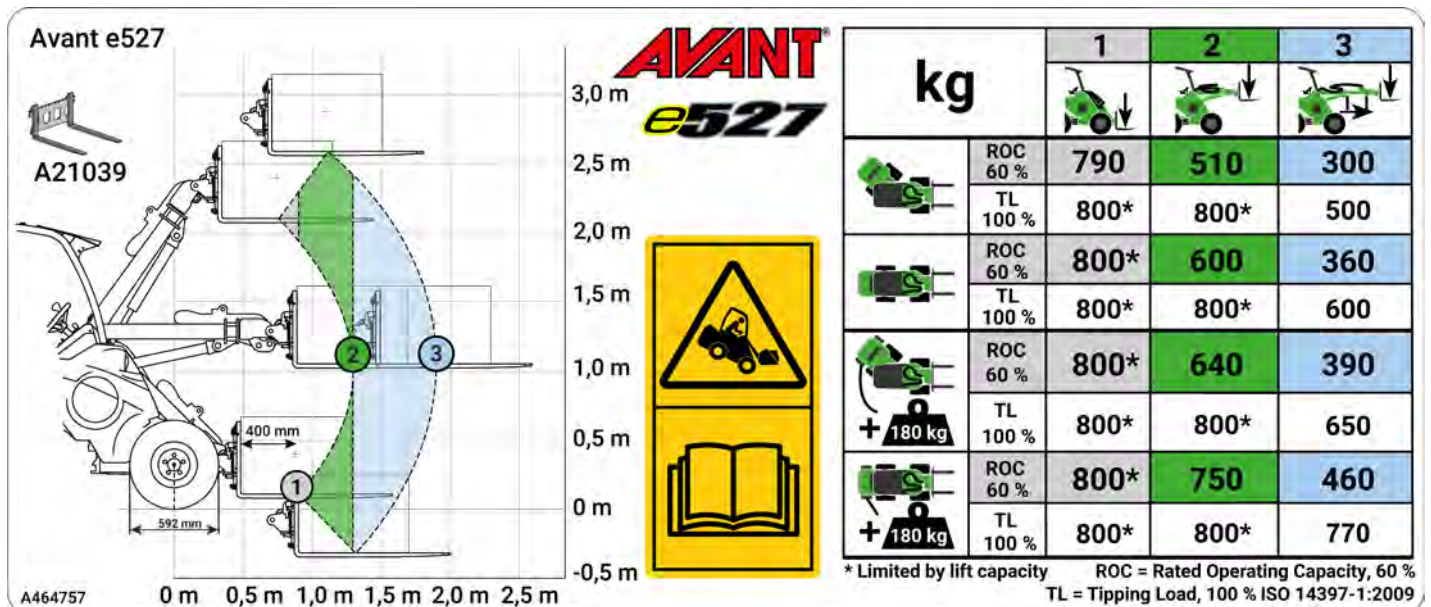 Avant e527
A21039
3,0 m
2,5 m
2,0 m
1,5 m
1,0 m
0,5 m
0 m
-0,5 m
400 mm
592 mm
1
2
3
0 m 0,5 m 1,0 m 1,5 m 2,0 m 2,5 m
A464757
AVANT®
e527
kg 1 2 3
ROC 60 % 790 510 300
TL 100 % 800* 800* 500
ROC 60 % 800* 600 360
TL 100 % 800* 800* 600
ROC 60 % 800* 640 390
+ 180 kg TL 100 % 800* 800* 650
ROC 60 % 800* 750 460
+ 180 kg TL 100 % 800* 800* 770
* Limited by lift capacity ROC = Rated Operating Capacity, 60 %
TL = Tipping Load, 100 % ISO 14397-1:2009